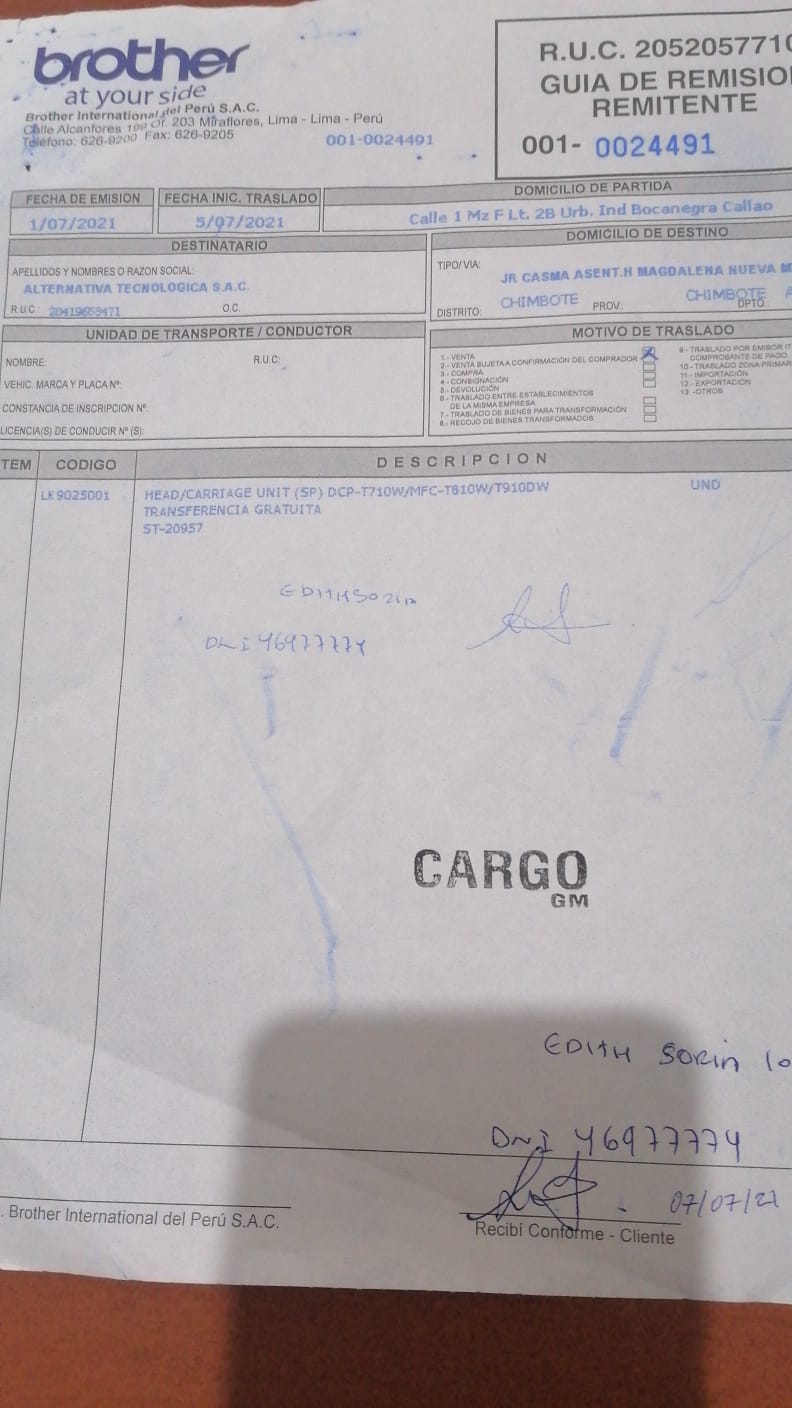 brother
at your side
Brother International del Perú S.A.C.
Calle Alcanfores 199 Of. 203 Miraflores, Lima - Lima - Perú
Teléfono: 626-9200 Fax: 626-9205
001-0024491
R.U.C. 2052057710
GUIA DE REMISIO
REMITENTE
001- 0024491
FECHA DE EMISION
1/07/2021
FECHA INIC. TRASLADO
5/07/2021
DOMICILIO DE PARTIDA
Calle 1 Mz F Lt. 2B Urb. Ind Bocanegra Callao
DESTINATARIO
APELLIDOS Y NOMBRES O RAZON SOCIAL:
ALTERNATIVA TECNOLOGICA S.A.C.
R.U.C: O.C.
DOMICILIO DE DESTINO
TIPO/VIA:
JR CASMA ASENT.H MAGDALENA NUEVA M
DISTRITO: CHIMBOTE PROV.: CHIMBOTE DPTO. A
UNIDAD DE TRANSPORTE / CONDUCTOR
NOMBRE: R.U.C:
VEHIC. MARCA Y PLACA Nº:
CONSTANCIA DE INSCRIPCION Nº:
LICENCIA(S) DE CONDUCIR Nº (S):
MOTIVO DE TRASLADO
1.- VENTA
2.- VENTA SUJETA A CONFIRMACIÓN DEL COMPRADOR
3.- COMPRA
4.- CONSIGNACIÓN
5.- DEVOLUCIÓN
6.- TRASLADO ENTRE ESTABLECIMIENTOS
DE LA MISMA EMPRESA
7.- TRASLADO DE BIENES PARA TRANSFORMACIÓN
8.- RECOJO DE BIENES TRANSFORMADOS
9.- TRASLADO POR EMISOR IT
COMPROBANTE DE PAGO
10.- TRASLADO ZONA PRIMAR
11.- IMPORTACIÓN
12.- EXPORTACIÓN
13.- OTROS
TEM CODIGO DESCRIPCION
LK9025001 HEAD/CARRIAGE UNIT (SP) DCP-T710W/MFC-T810W/T910DW UND
TRANSFERENCIA GRATUITA
ST-20957
EDITH SORIA
DNI 46977774
CARGO
GM
EDITH SORIA
DNI 46977774
07/07/21
. Brother International del Perú S.A.C.
Recibí Conforme - Cliente